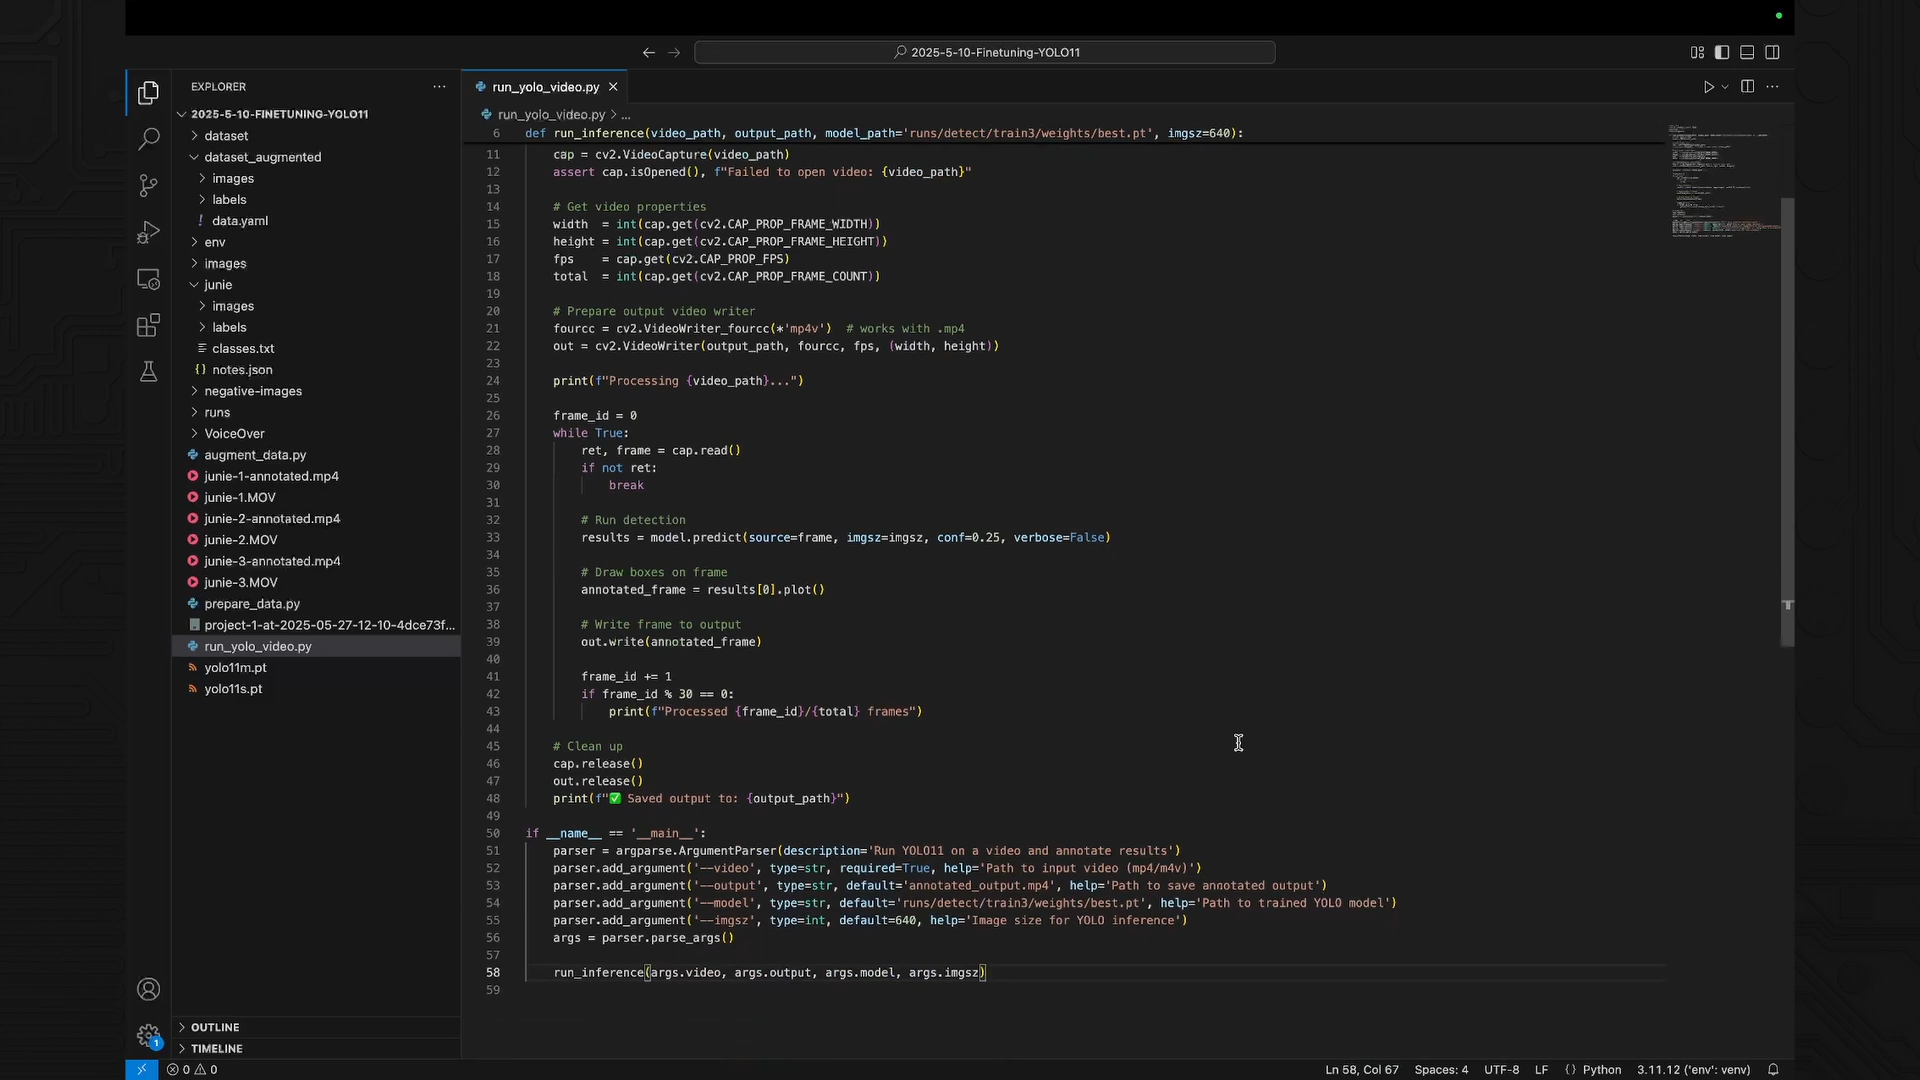 2025-5-10-Finetuning-YOLO11
EXPLORER
2025-5-10-FINETUNING-YOLO11
dataset
dataset_augmented
images
labels
! data.yaml
env
images
junie
images
labels
classes.txt
{} notes.json
negative-images
runs
VoiceOver
augment_data.py
junie-1-annotated.mp4
junie-1.MOV
junie-2-annotated.mp4
junie-2.MOV
junie-3-annotated.mp4
junie-3.MOV
prepare_data.py
project-1-at-2025-05-27-12-10-4dce73f...
run_yolo_video.py
yolo11m.pt
yolo11s.pt
OUTLINE
TIMELINE
run_yolo_video.py
run_yolo_video.py > ...
6 def run_inference(video_path, output_path, model_path='runs/detect/train3/weights/best.pt', imgsz=640):
11 cap = cv2.VideoCapture(video_path)
12 assert cap.isOpened(), f"Failed to open video: {video_path}"
13
14 # Get video properties
15 width  = int(cap.get(cv2.CAP_PROP_FRAME_WIDTH))
16 height = int(cap.get(cv2.CAP_PROP_FRAME_HEIGHT))
17 fps    = cap.get(cv2.CAP_PROP_FPS)
18 total  = int(cap.get(cv2.CAP_PROP_FRAME_COUNT))
19
20 # Prepare output video writer
21 fourcc = cv2.VideoWriter_fourcc(*'mp4v')  # works with .mp4
22 out = cv2.VideoWriter(output_path, fourcc, fps, (width, height))
23
24 print(f"Processing {video_path}...")
25
26 frame_id = 0
27 while True:
28 ret, frame = cap.read()
29 if not ret:
30 break
31
32 # Run detection
33 results = model.predict(source=frame, imgsz=imgsz, conf=0.25, verbose=False)
34
35 # Draw boxes on frame
36 annotated_frame = results[0].plot()
37
38 # Write frame to output
39 out.write(annotated_frame)
40
41 frame_id += 1
42 if frame_id % 30 == 0:
43 print(f"Processed {frame_id}/{total} frames")
44
45 # Clean up
46 cap.release()
47 out.release()
48 print(f"✅ Saved output to: {output_path}")
49
50 if __name__ == '__main__':
51 parser = argparse.ArgumentParser(description='Run YOLO11 on a video and annotate results')
52 parser.add_argument('--video', type=str, required=True, help='Path to input video (mp4/m4v)')
53 parser.add_argument('--output', type=str, default='annotated_output.mp4', help='Path to save annotated output')
54 parser.add_argument('--model', type=str, default='runs/detect/train3/weights/best.pt', help='Path to trained YOLO model')
55 parser.add_argument('--imgsz', type=int, default=640, help='Image size for YOLO inference')
56 args = parser.parse_args()
57
58 run_inference(args.video, args.output, args.model, args.imgsz)
59
1
0 0
Ln 58, Col 67 Spaces: 4 UTF-8 LF {} Python 3.11.12 ('env': venv)